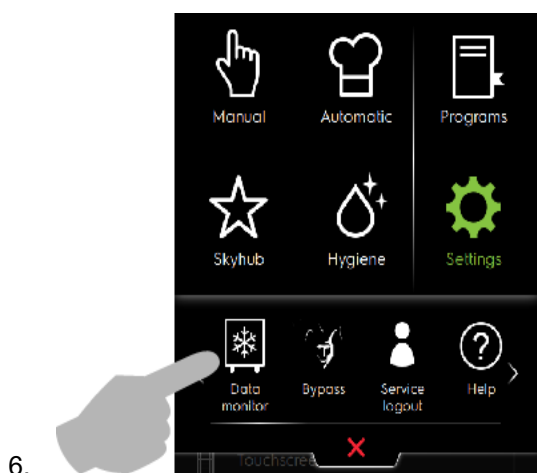 Manual Automatic Programs
Skyhub Hygiene Settings
Data monitor Bypass Service logout Help
Touchscre
6.